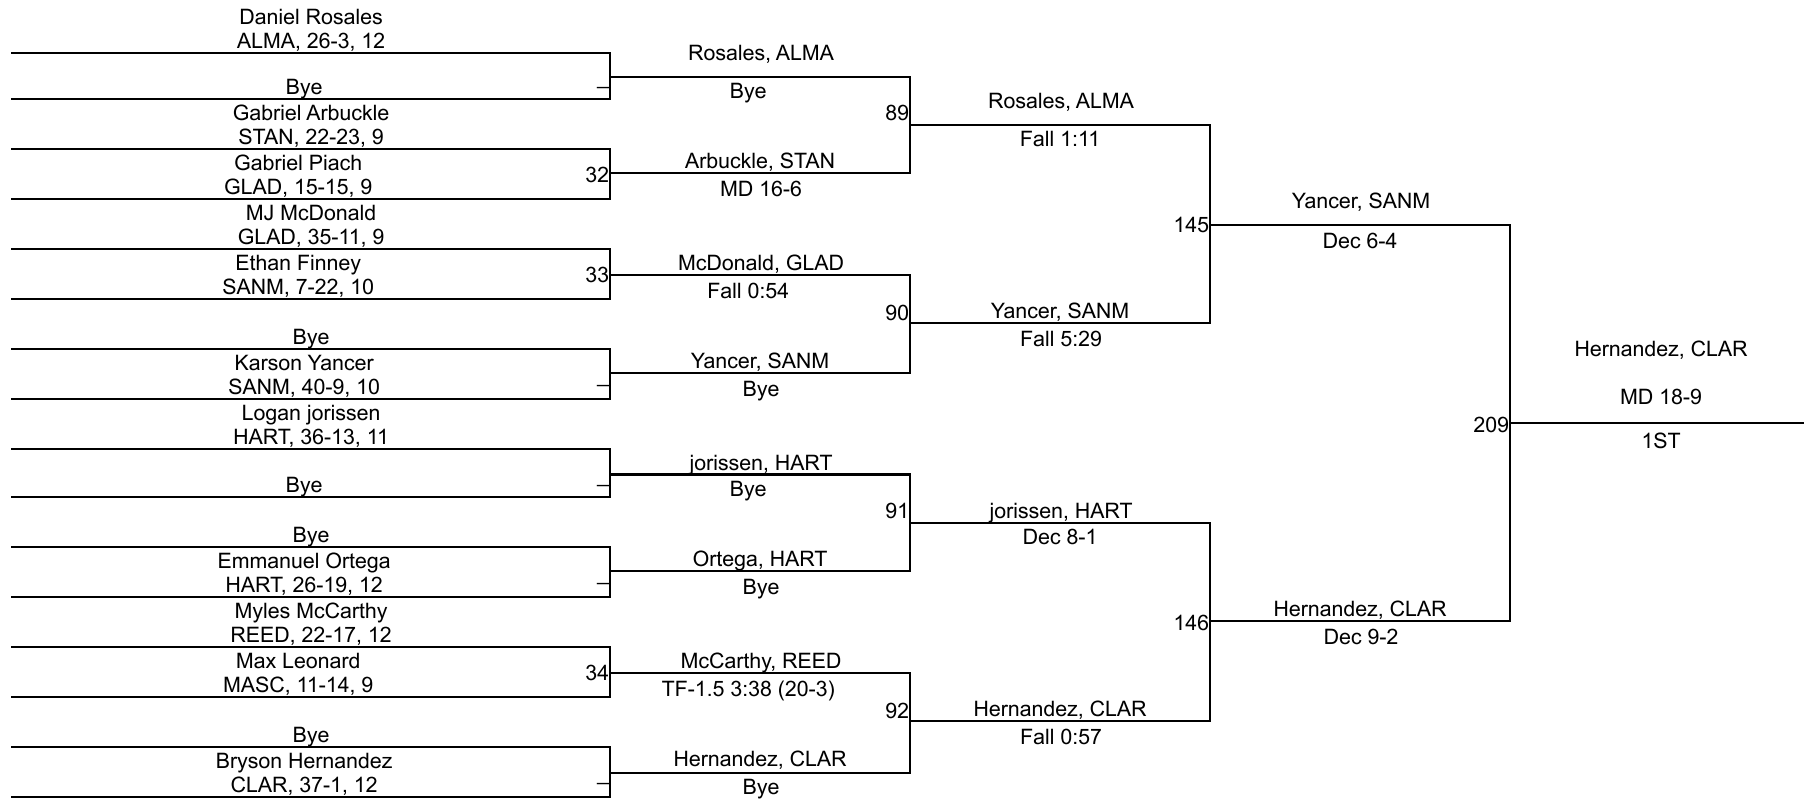 Daniel Rosales
ALMA, 26-3, 12
Bye
Gabriel Arbuckle
STAN, 22-23, 9
Gabriel Piach
GLAD, 15-15, 9
32
MJ McDonald
GLAD, 35-11, 9
Ethan Finney
SANM, 7-22, 10
33
Bye
Karson Yancer
SANM, 40-9, 10
Logan jorissen
HART, 36-13, 11
Bye
Bye
Emmanuel Ortega
HART, 26-19, 12
Myles McCarthy
REED, 22-17, 12
Max Leonard
MASC, 11-14, 9
34
Bye
Bryson Hernandez
CLAR, 37-1, 12
Rosales, ALMA
Bye
89
Arbuckle, STAN
MD 16-6
McDonald, GLAD
Fall 0:54
90
Yancer, SANM
Bye
jorissen, HART
Bye
91
Ortega, HART
Bye
McCarthy, REED
TF-1.5 3:38 (20-3)
92
Hernandez, CLAR
Bye
Rosales, ALMA
Fall 1:11
145
Yancer, SANM
Fall 5:29
jorissen, HART
Dec 8-1
146
Hernandez, CLAR
Fall 0:57
Yancer, SANM
Dec 6-4
209
Hernandez, CLAR
Dec 9-2
Hernandez, CLAR
MD 18-9
1ST